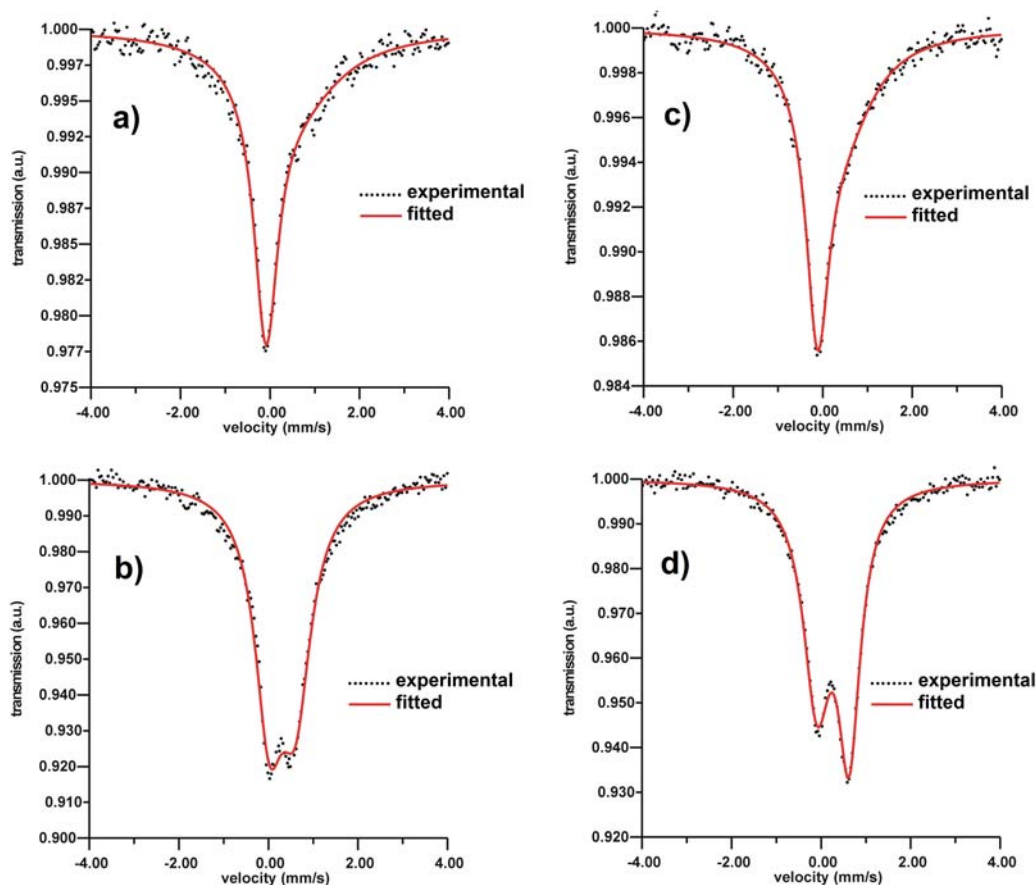 1.000
0.997
0.995
0.992
0.990
0.987
0.985
0.982
0.980
0.977
0.975
transmission (a.u.)
a)
experimental
fitted
-4.00 -2.00 0.00 2.00 4.00
velocity (mm/s)
1.000
0.998
0.996
0.994
0.992
0.990
0.988
0.986
0.984
transmission (a.u.)
c)
experimental
fitted
-4.00 -2.00 0.00 2.00 4.00
velocity (mm/s)
1.000
0.990
0.980
0.970
0.960
0.950
0.940
0.930
0.920
0.910
0.900
transmission (a.u.)
b)
experimental
fitted
-4.00 -2.00 0.00 2.00 4.00
velocity (mm/s)
1.000
0.990
0.980
0.970
0.960
0.950
0.940
0.930
0.920
transmission (a.u.)
d)
experimental
fitted
-4.00 -2.00 0.00 2.00 4.00
velocity (mm/s)